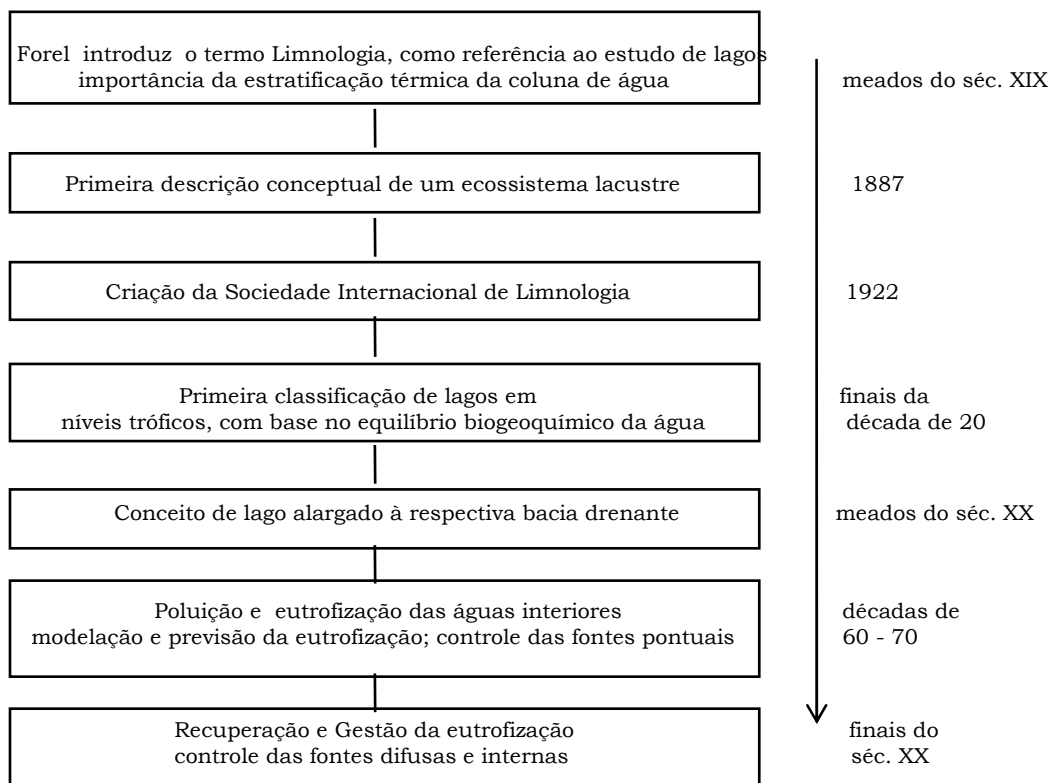 Forel introduz o termo Limnologia, como referência ao estudo de lagos
importância da estratificação térmica da coluna de água
meados do séc. XIX
Primeira descrição conceptual de um ecossistema lacustre
1887
Criação da Sociedade Internacional de Limnologia
1922
Primeira classificação de lagos em
níveis tróficos, com base no equilíbrio biogeoquímico da água
finais da
década de 20
Conceito de lago alargado à respectiva bacia drenante
meados do séc. XX
Poluição e eutrofização das águas interiores
modelação e previsão da eutrofização; controle das fontes pontuais
décadas de
60 - 70
Recuperação e Gestão da eutrofização
controle das fontes difusas e internas
finais do
séc. XX